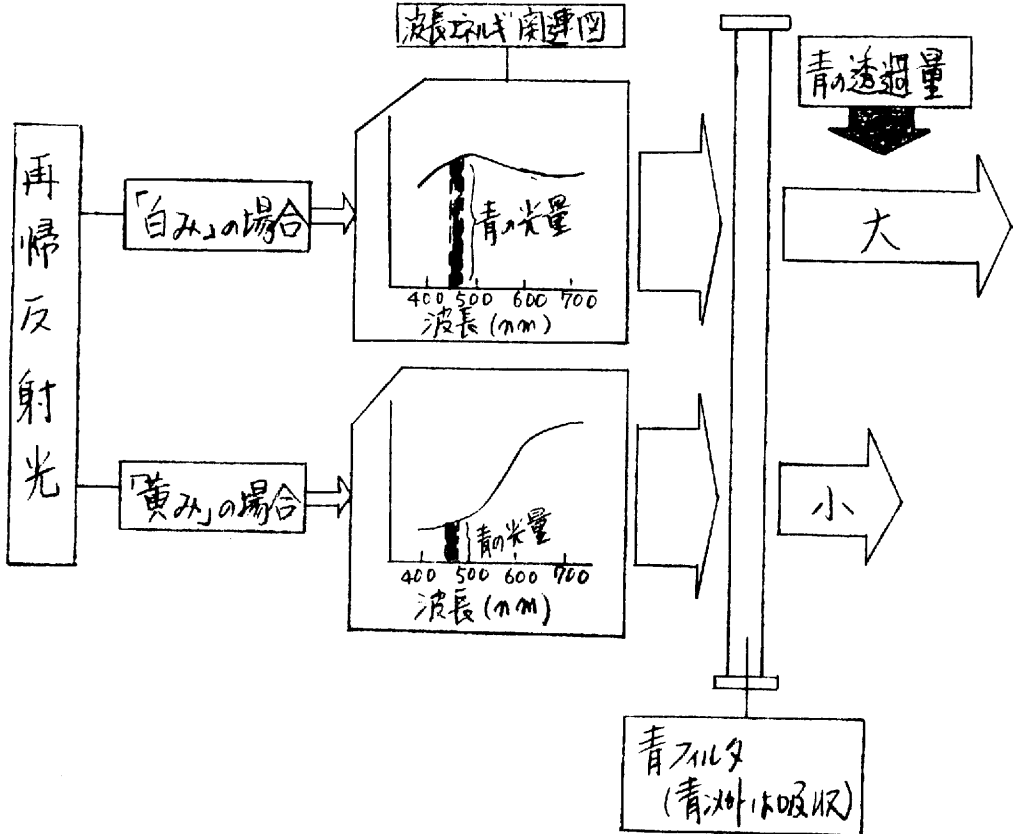 波長エネルギ関連図
青の透過量
再帰反射光
「白み」の場合
青の光量
400 500 600 700
波長(nm)
大
「黄み」の場合
青の光量
400 500 600 700
波長(nm)
小
青フィルタ
(青以外は吸収)